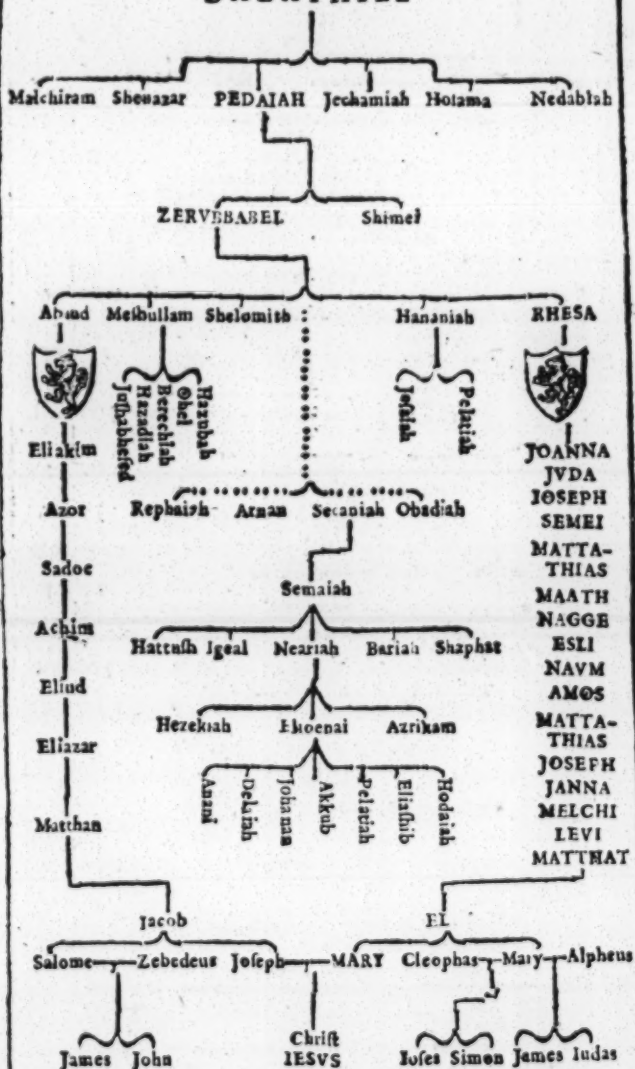 Malchiram Shenazar PEDAIAH Jechamiah Hosama Nedabiah
ZERVBBABEL Shimei
Abiud Meshullam Shelomith Hananiah RHESA
Hazubah
Ohel
Berechiah
Hazadiah
Jushabhesed
Jesaiah
Pelatiah
Eliakim
JOANNA
JVDA
IOSEPH
SEMEI
Azor
Rephaiah Arnan Secaniah Obadiah
MATTA-
THIAS
Sadoc
Semaiah
MAATH
NAGGE
Achim
Hattush Igeal Neariah Bariah Shaphat
ESLI
NAVM
Eliud
AMOS
Hezekiah Elioenai Azrikam
MATTA-
THIAS
Eliazar
JOSEPH
JANNA
Anani
Delaiah
Johanan
Akkub
Pelatiah
Eliashib
Hodaiah
MELCHI
Matthan
LEVI
MATTHAT
Jacob EL
Salome Zebedeus Joſeph MARY Cleophas Mary Alpheus
Chriſt
James John IESVS Joſes Simon James Iudas